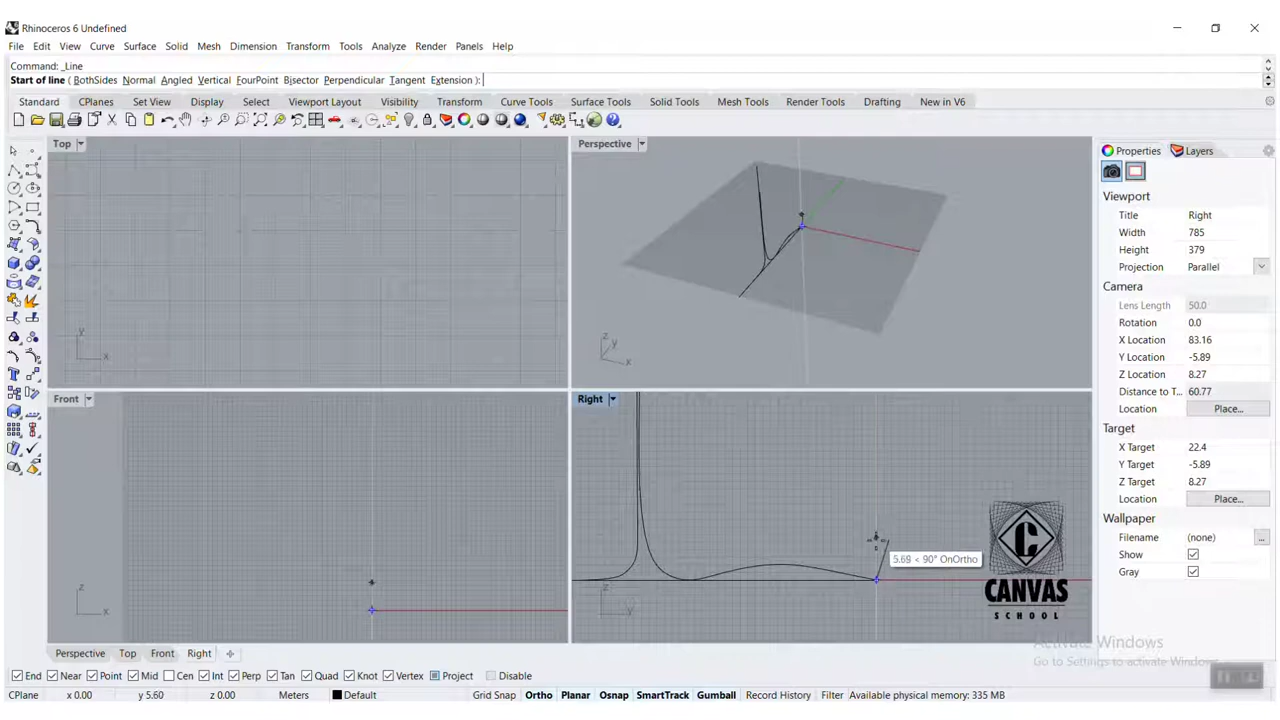 Rhinoceros 6 Undefined
File Edit View Curve Surface Solid Mesh Dimension Transform Tools Analyze Render Panels Help
Command: _Line
Start of line ( BothSides Normal Angled Vertical FourPoint Bisector Perpendicular Tangent Extension ):
Standard CPlanes Set View Display Select Viewport Layout Visibility Transform Curve Tools Surface Tools Solid Tools Mesh Tools Render Tools Drafting New in V6
Top
Perspective
Properties Layers
Viewport
Title Right
Width 785
Height 379
Projection Parallel
Camera
Lens Length 50.0
Rotation 0.0
X Location 83.16
Y Location -5.89
Z Location 8.27
Distance to T... 60.77
Location Place...
Target
X Target 22.4
Y Target -5.89
Z Target 8.27
Location Place...
Wallpaper
Filename (none) ...
Show
Gray
y
x
z
y
x
Front
Right
5.69 < 90° OnOrtho
C
CANVAS
SCHOOL
z
x
z
y
Activate Windows
Go to Settings to activate Windows.
Perspective Top Front Right
End Near Point Mid Cen Int Perp Tan Quad Knot Vertex Project Disable
CPlane x 0.00 y 5.60 z 0.00 Meters Default Grid Snap Ortho Planar Osnap SmartTrack Gumball Record History Filter Available physical memory: 335 MB